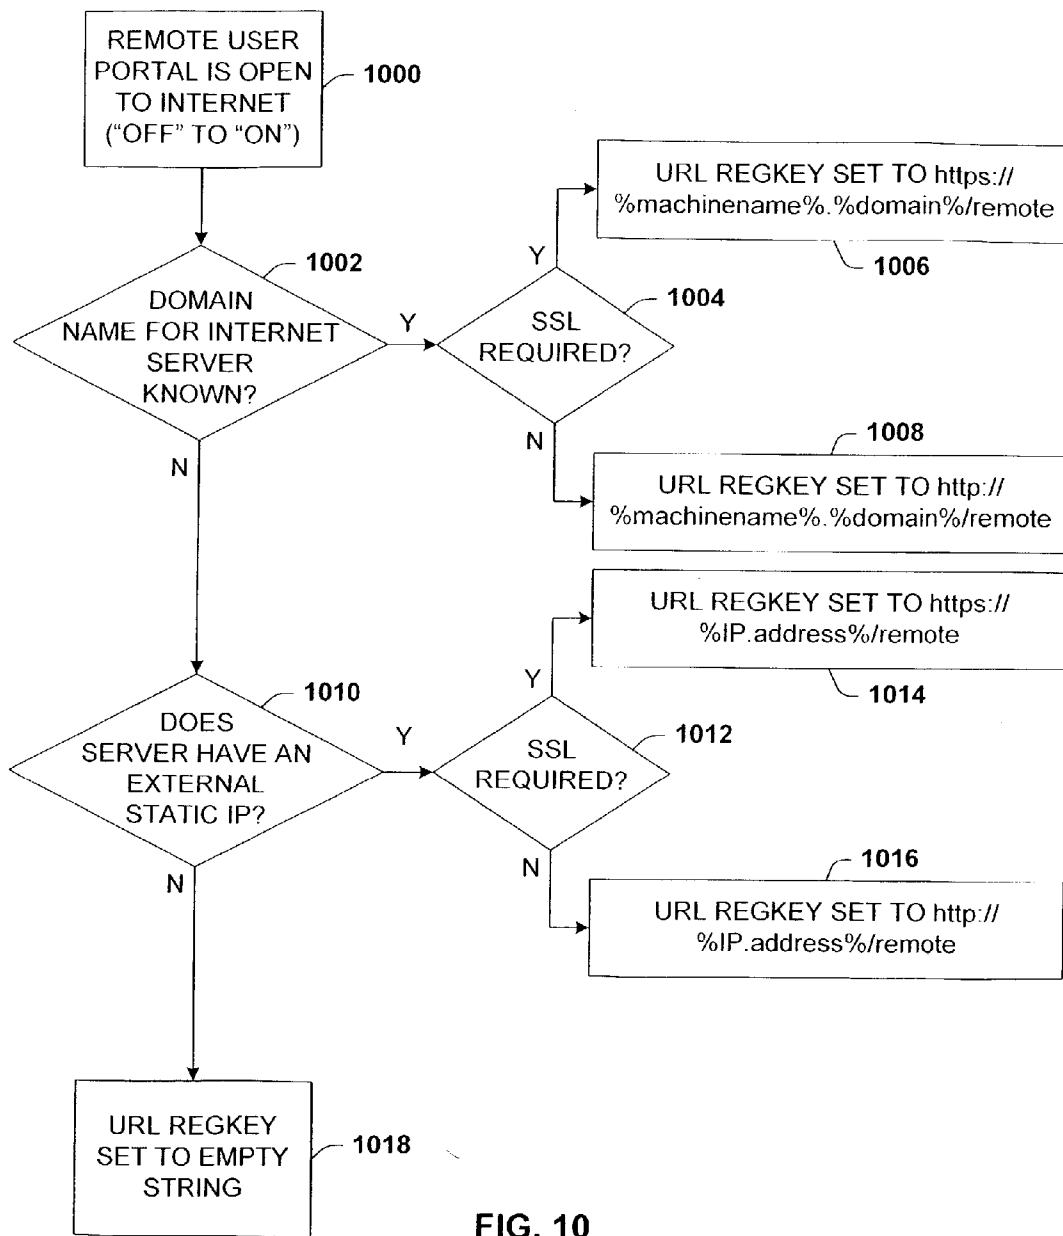 REMOTE USER
PORTAL IS OPEN
TO INTERNET
("OFF" TO "ON")
1000
URL REGKEY SET TO https://
%machinename%.%domain%/remote
1006
1002
DOMAIN
NAME FOR INTERNET
SERVER
KNOWN?
Y
N
1004
SSL
REQUIRED?
Y
N
1008
URL REGKEY SET TO http://
%machinename%.%domain%/remote
URL REGKEY SET TO https://
%IP.address%/remote
1014
1010
DOES
SERVER HAVE AN
EXTERNAL
STATIC IP?
Y
N
1012
SSL
REQUIRED?
Y
N
1016
URL REGKEY SET TO http://
%IP.address%/remote
URL REGKEY
SET TO EMPTY
STRING
1018
FIG. 10